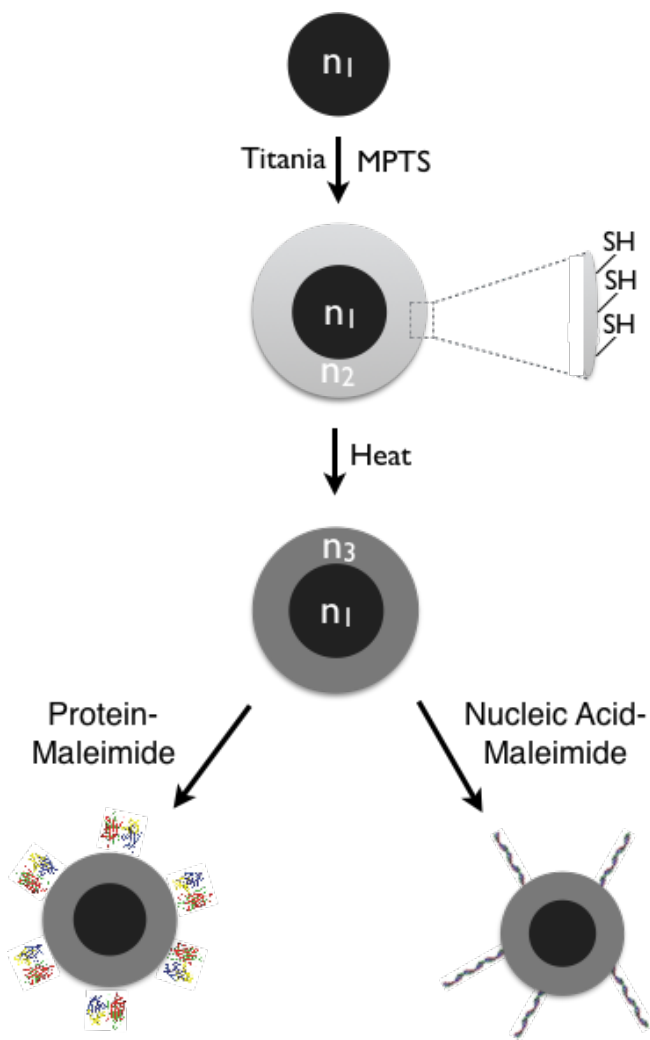 n₁
Titania MPTS
SH
SH
SH
n₁
n₂
Heat
n₃
n₁
Protein-
Maleimide
Nucleic Acid-
Maleimide